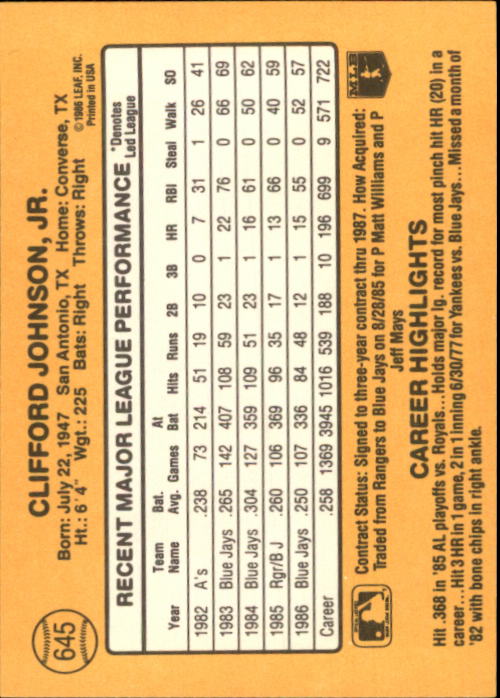 645
CLIFFORD JOHNSON, JR.
Born: July 22, 1947 San Antonio, TX Home: Converse, TX
Ht.: 6' 4" Wgt.: 225 Bats: Right Throws: Right
© 1986 LEAF, INC.
Printed in USA
RECENT MAJOR LEAGUE PERFORMANCE *Denotes Led League
Year Team Name Bat. Avg. Games At Bat Hits Runs 2B 3B HR RBI Steal Walk SO
1982 A's .238 73 214 51 19 10 0 7 31 1 26 41
1983 Blue Jays .265 142 407 108 59 23 1 22 76 0 66 69
1984 Blue Jays .304 127 359 109 51 23 1 16 61 0 50 62
1985 Rgr/B J .260 106 369 96 35 17 1 13 66 0 40 59
1986 Blue Jays .250 107 336 84 48 12 1 15 55 0 52 57
Career .258 1369 3945 1016 539 188 10 196 699 9 571 722
Contract Status: Signed to three-year contract thru 1987. How Acquired:
Traded from Rangers to Blue Jays on 8/28/85 for P Matt Williams and P
Jeff Mays
MLB
CAREER HIGHLIGHTS
Hit .368 in '85 AL playoffs vs. Royals... Holds major lg. record for most pinch hit HR (20) in a
career... Hit 3 HR in 1 game, 2 in 1 inning 6/30/77 for Yankees vs. Blue Jays... Missed a month of
'82 with bone chips in right ankle.